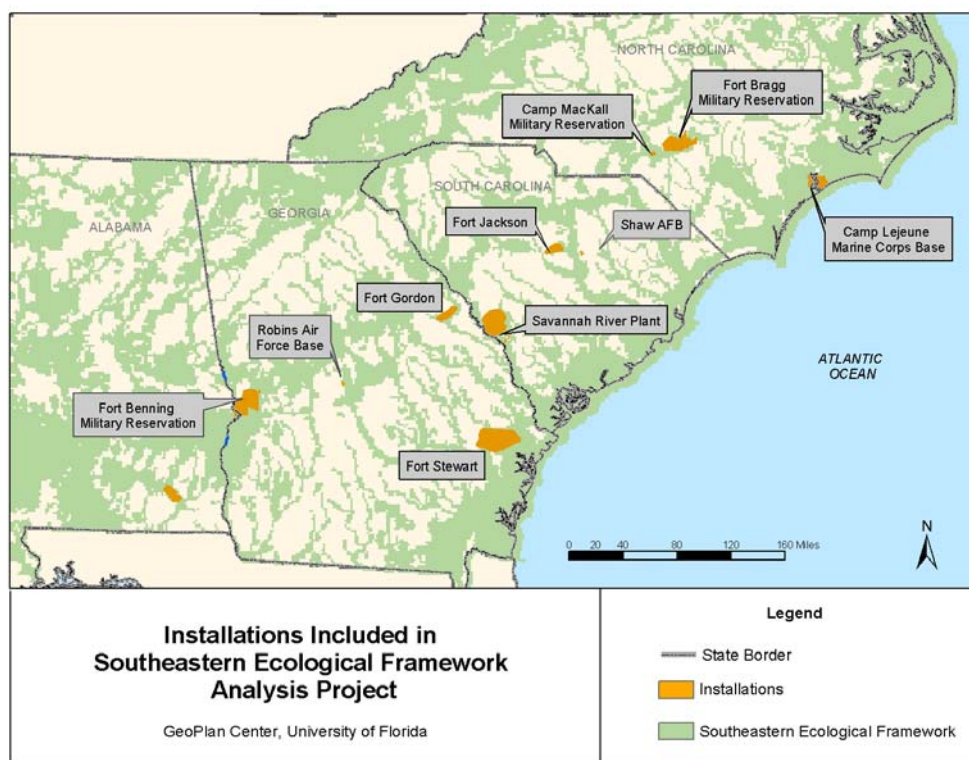 NORTH CAROLINA
Fort Bragg
Military Reservation
Camp MacKall
Military Reservation
SOUTH CAROLINA
GEORGIA
ALABAMA
Fort Jackson
Shaw AFB
Camp Lejeune
Marine Corps Base
Fort Gordon
Savannah River Plant
Robins Air
Force Base
ATLANTIC
OCEAN
Fort Benning
Military Reservation
Fort Stewart
N
0 20 40 80 120 160 Miles
Installations Included in
Southeastern Ecological Framework
Analysis Project
GeoPlan Center, University of Florida
Legend
State Border
Installations
Southeastern Ecological Framework